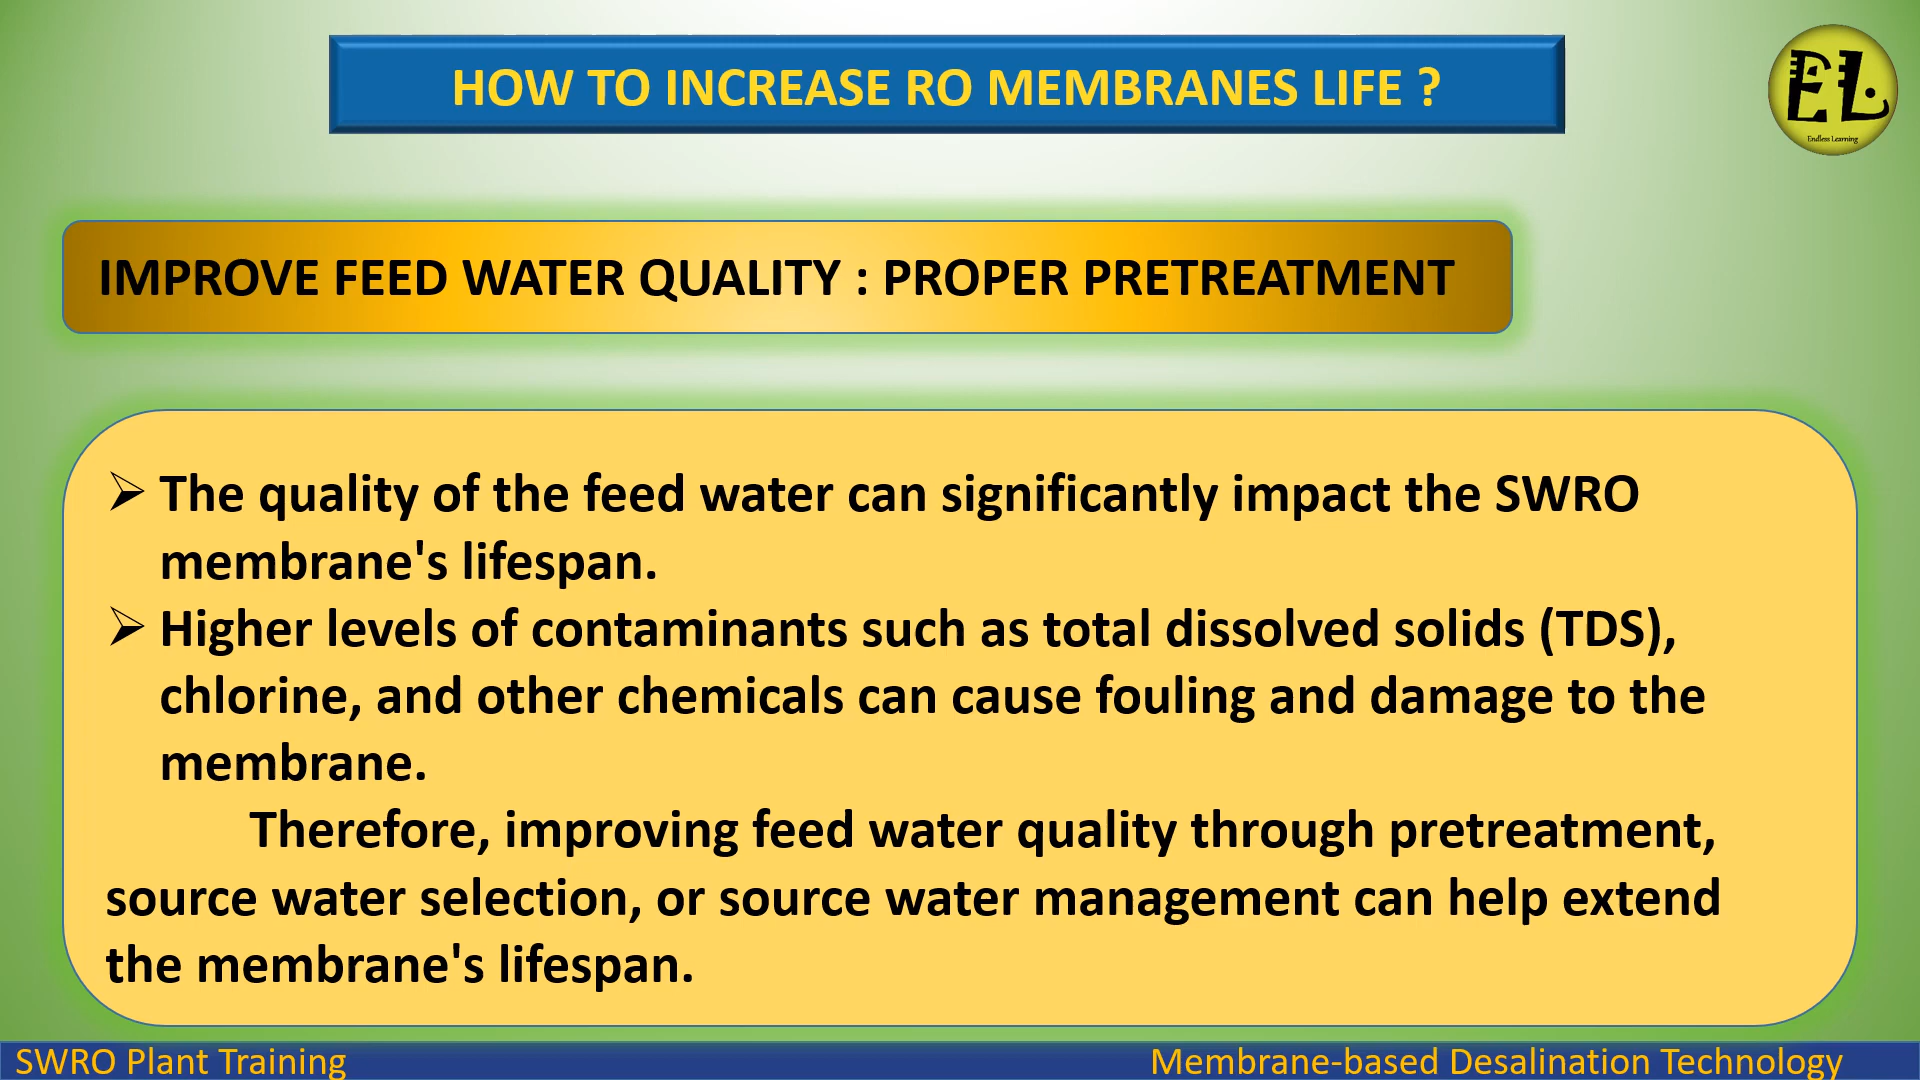 HOW TO INCREASE RO MEMBRANES LIFE ?
EL
Endless Learning
IMPROVE FEED WATER QUALITY : PROPER PRETREATMENT
➢ The quality of the feed water can significantly impact the SWRO
membrane's lifespan.
➢ Higher levels of contaminants such as total dissolved solids (TDS),
chlorine, and other chemicals can cause fouling and damage to the
membrane.
Therefore, improving feed water quality through pretreatment,
source water selection, or source water management can help extend
the membrane's lifespan.
SWRO Plant Training
Membrane-based Desalination Technology